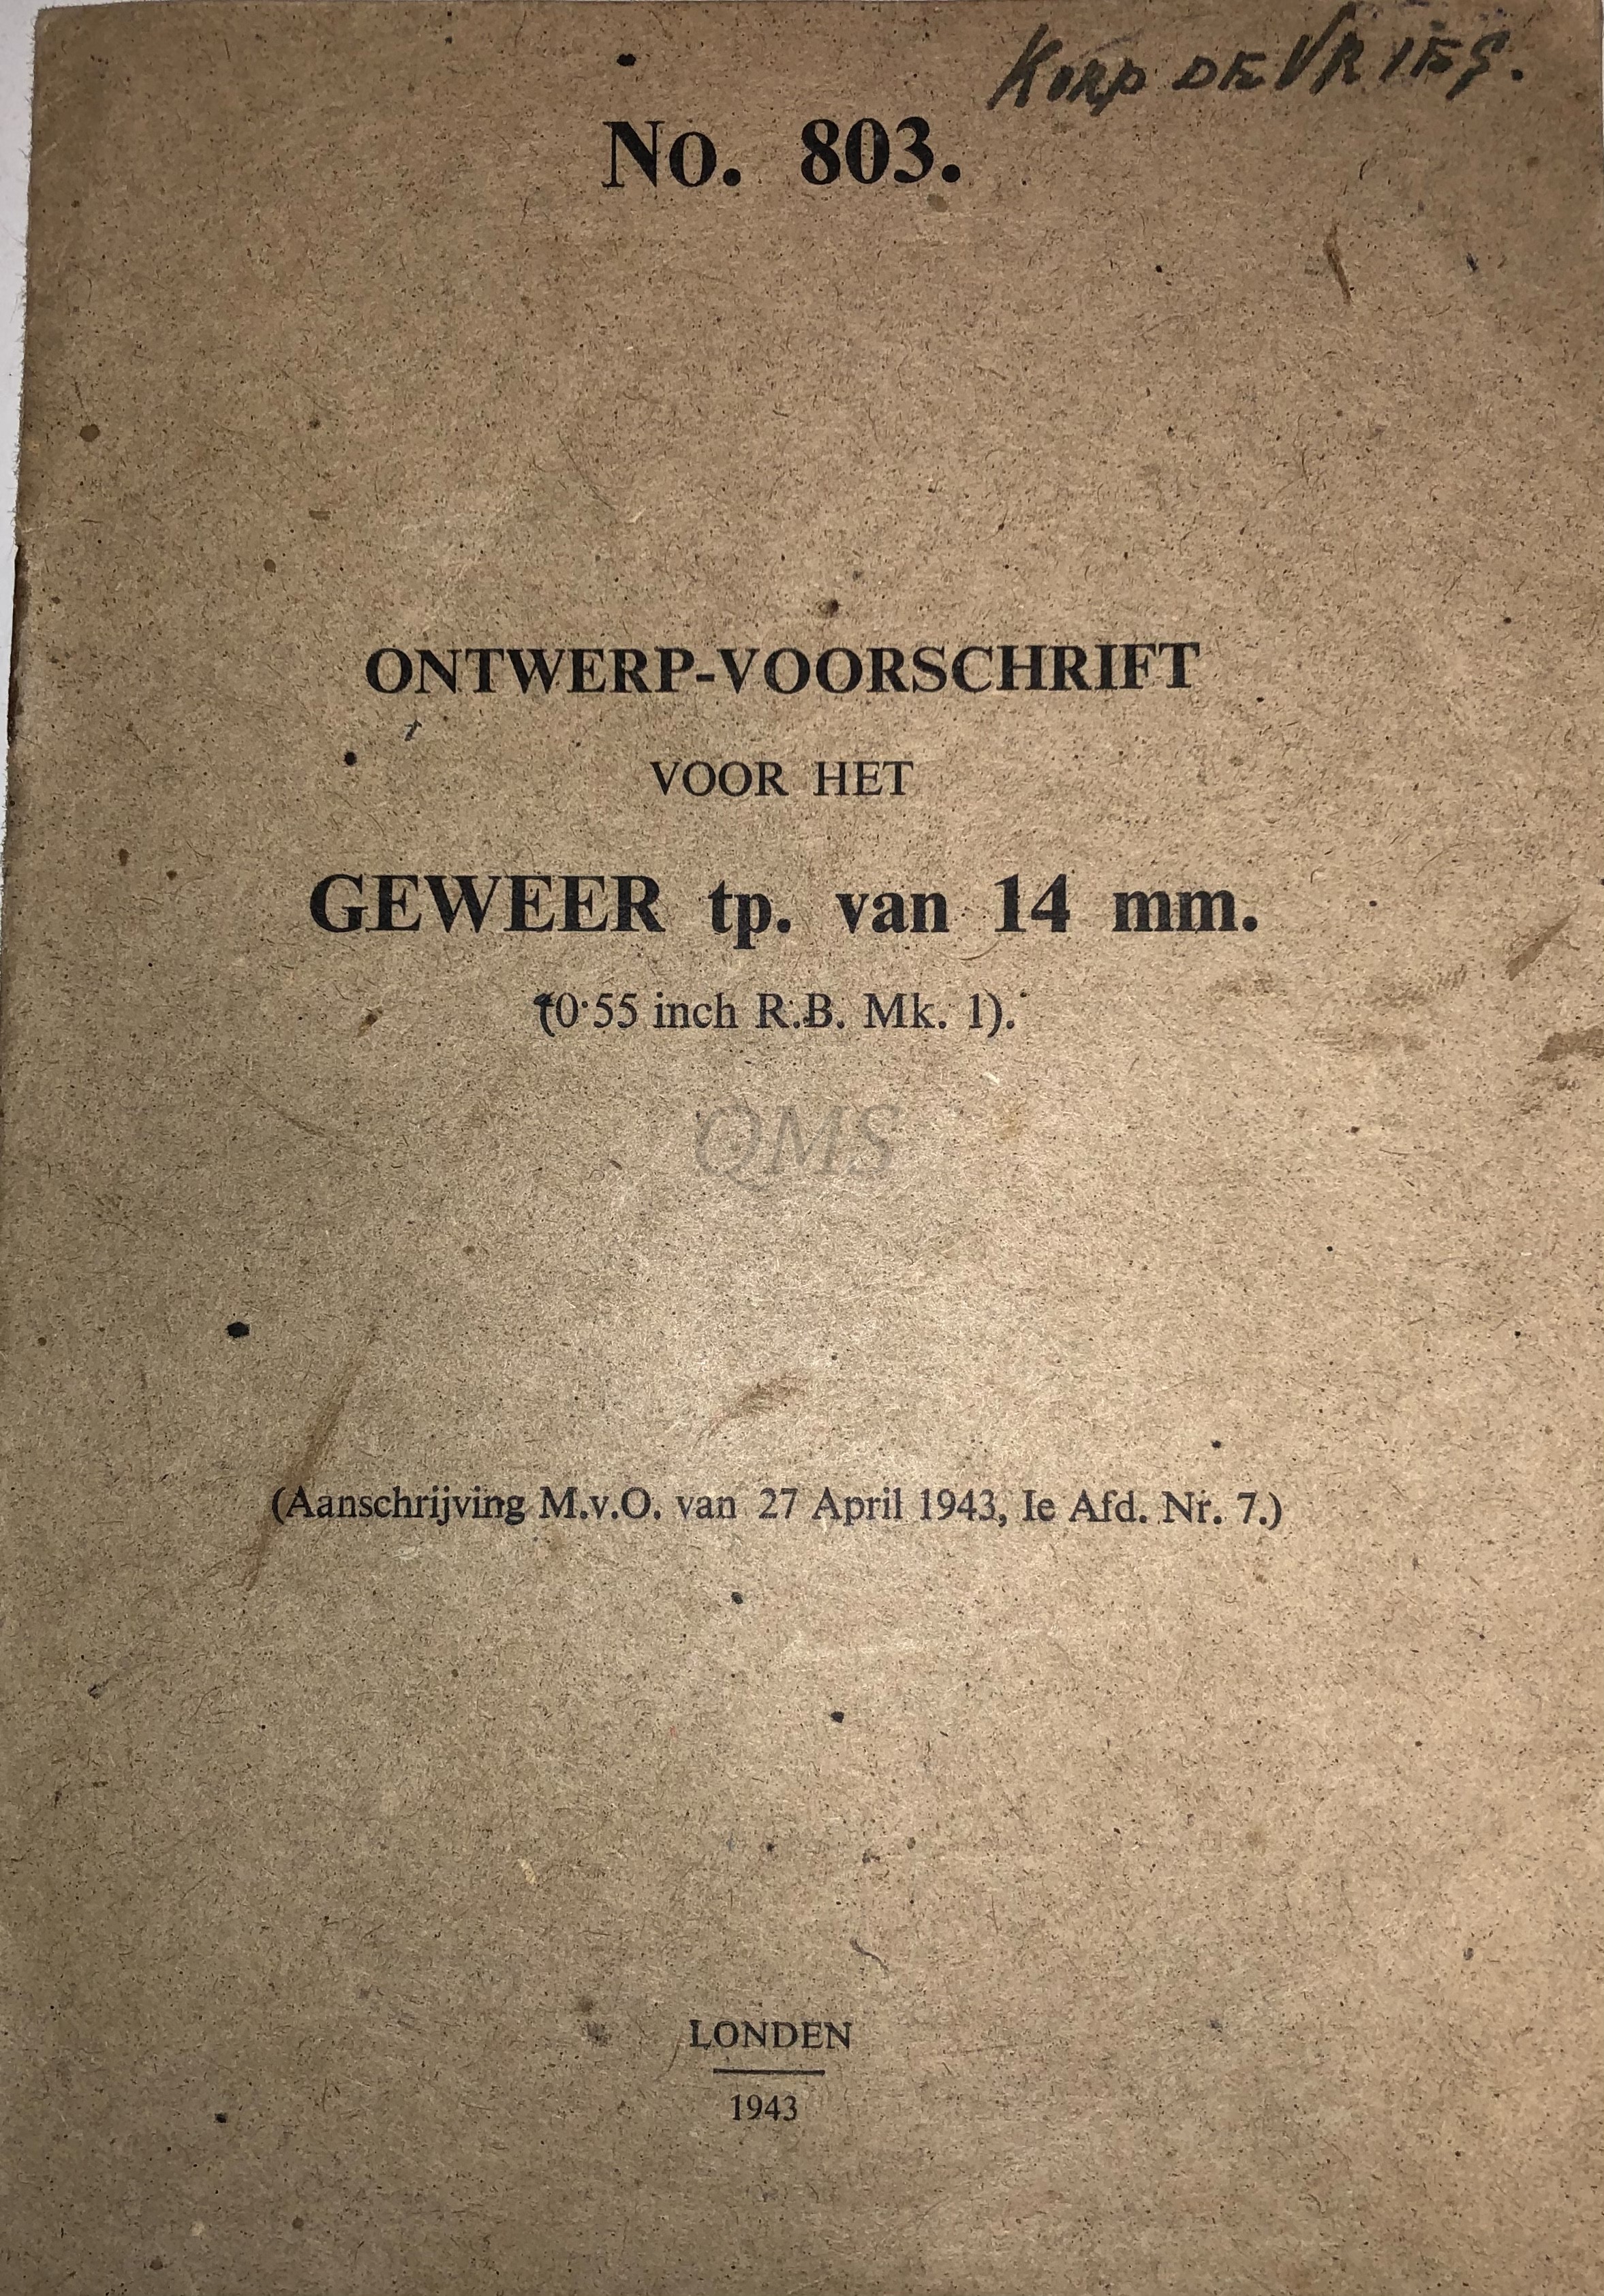 KORP DE VRIES.
No. 803.
ONTWERP-VOORSCHRIFT
VOOR HET
GEWEER tp. van 14 mm.
(0·55 inch R.B. Mk. 1).
QMS
(Aanschrijving M.v.O. van 27 April 1943, Ie Afd. Nr. 7.)
LONDEN
1943